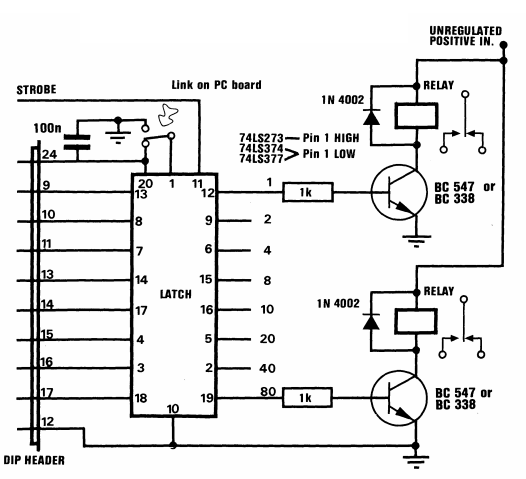 UNREGULATED
POSITIVE IN.
STROBE
Link on PC board
100n
1N 4002
RELAY
74LS273 Pin 1 HIGH
74LS374
74LS377 Pin 1 LOW
24
20 1 11
9 13 12 1 1k
BC 547 or
BC 338
10 8 9 2
11 7 6 4
13 14 15 8
LATCH
14 17 16 10
1N 4002
RELAY
15 4 5 20
16 3 2 40
17 18 19 80 1k
BC 547 or
BC 338
10
12
DIP HEADER